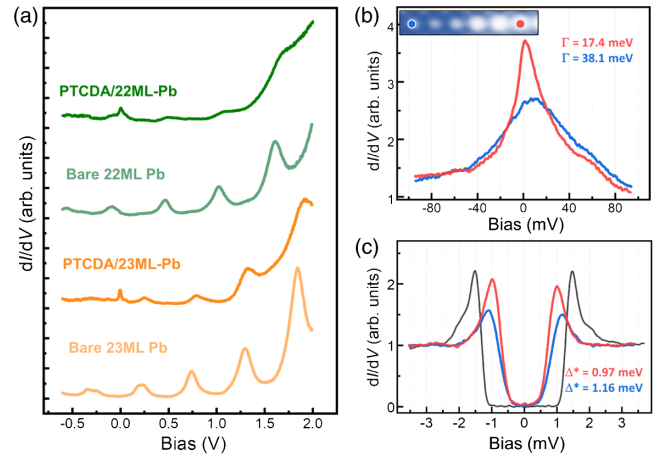 (a)
dI/dV (arb. units)
PTCDA/22ML-Pb
Bare 22ML Pb
PTCDA/23ML-Pb
Bare 23ML Pb
-0.5 0.0 0.5 1.0 1.5 2.0
Bias (V)
(b)
dI/dV (arb. units)
4
3
2
1
Γ = 17.4 meV
Γ = 38.1 meV
-80 -40 0 40 80
Bias (mV)
(c)
dI/dV (arb. units)
2
1
0
Δ* = 0.97 meV
Δ* = 1.16 meV
-3 -2 -1 0 1 2 3
Bias (mV)